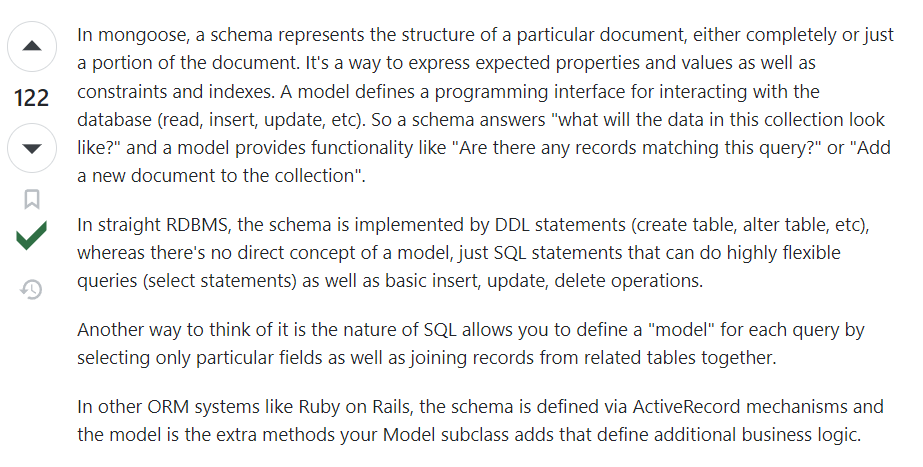 In mongoose, a schema represents the structure of a particular document, either completely or just
a portion of the document. It's a way to express expected properties and values as well as
constraints and indexes. A model defines a programming interface for interacting with the
database (read, insert, update, etc). So a schema answers "what will the data in this collection look
like?" and a model provides functionality like "Are there any records matching this query?" or "Add
a new document to the collection".
122
In straight RDBMS, the schema is implemented by DDL statements (create table, alter table, etc),
whereas there's no direct concept of a model, just SQL statements that can do highly flexible
queries (select statements) as well as basic insert, update, delete operations.
Another way to think of it is the nature of SQL allows you to define a "model" for each query by
selecting only particular fields as well as joining records from related tables together.
In other ORM systems like Ruby on Rails, the schema is defined via ActiveRecord mechanisms and
the model is the extra methods your Model subclass adds that define additional business logic.